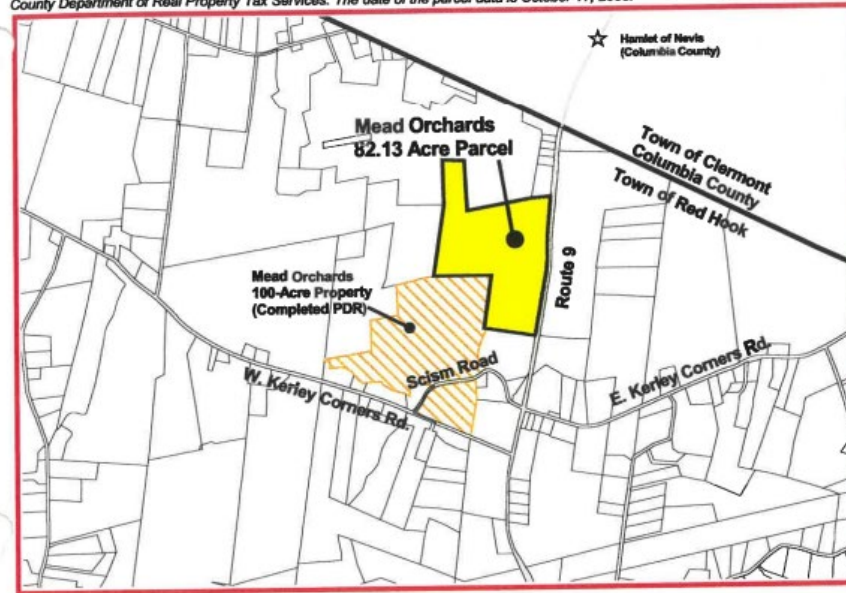 County Department of Real Property Tax Services. The date of the parcel data is October
Hamlet of Nevis
(Columbia County)
Mead Orchards
82.13 Acre Parcel
Town of Clermont
Columbia County
Town of Red Hook
Route 9
Mead Orchards
100-Acre Property
(Completed PDR)
Scism Road
W. Kerley Corners Rd.
E. Kerley Corners Rd.